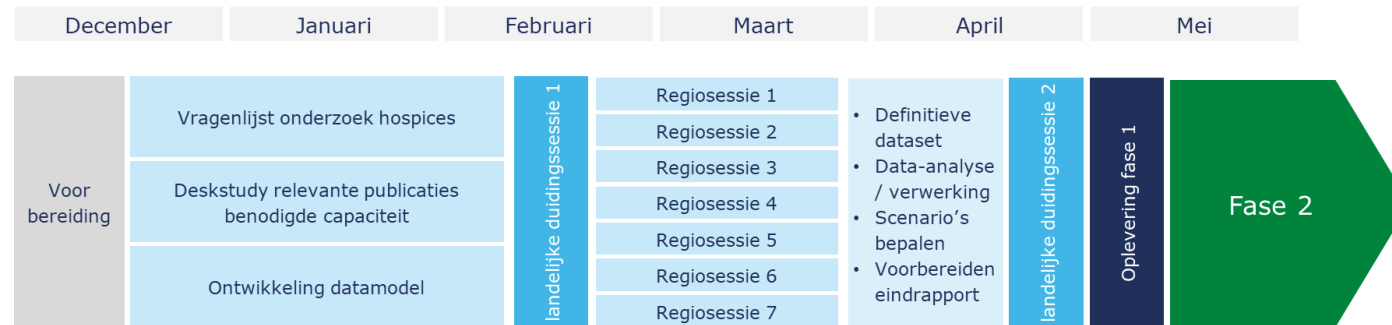 December
Januari
Februari
Maart
April
Mei
Voor
bereiding
Vragenlijst onderzoek hospices
Deskstudy relevante publicaties
benodigde capaciteit
Ontwikkeling datamodel
landelijke duidingssessie 1
Regiosessie 1
Regiosessie 2
Regiosessie 3
Regiosessie 4
Regiosessie 5
Regiosessie 6
Regiosessie 7
• Definitieve
dataset
• Data-analyse
/ verwerking
• Scenario's
bepalen
• Voorbereiden
eindrapport
landelijke duidingssessie 2
Oplevering fase 1
Fase 2